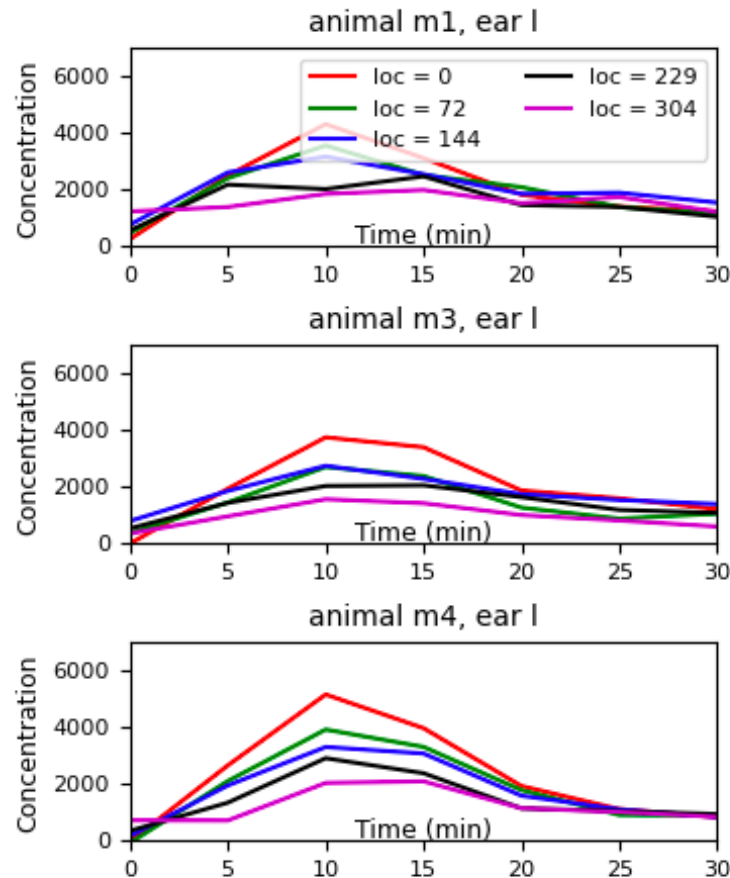 animal m1, ear l
6000
4000
2000
0
Concentration
loc = 0
loc = 72
loc = 144
loc = 229
loc = 304
Time (min)
0 5 10 15 20 25 30
animal m3, ear l
6000
4000
2000
0
Concentration
Time (min)
0 5 10 15 20 25 30
animal m4, ear l
6000
4000
2000
0
Concentration
Time (min)
0 5 10 15 20 25 30